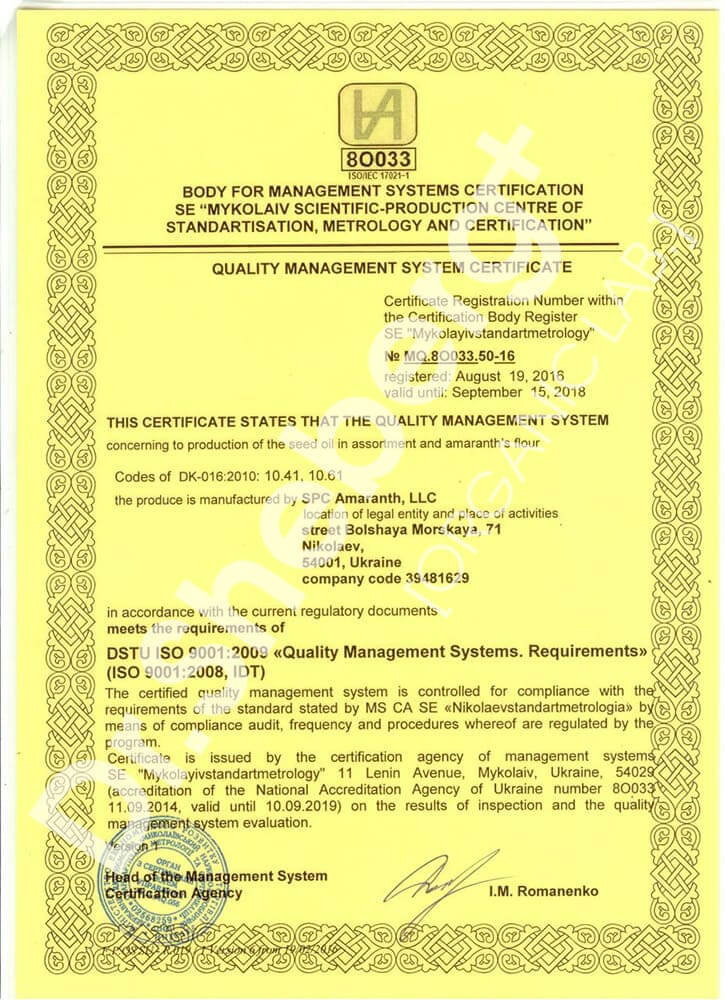 8O033
ISO/IEC 17021-1
BODY FOR MANAGEMENT SYSTEMS CERTIFICATION
SE "MYKOLAIV SCIENTIFIC-PRODUCTION CENTRE OF
STANDARTISATION, METROLOGY AND CERTIFICATION"
QUALITY MANAGEMENT SYSTEM CERTIFICATE
Certificate Registration Number within
the Certification Body Register
SE "Mykolayivstandartmetrology"
№ MQ.8O033.50-16
registered: August 19, 2016
valid until: September 15, 2018
THIS CERTIFICATE STATES THAT THE QUALITY MANAGEMENT SYSTEM
concerning to production of the seed oil in assortment and amaranth's flour
Codes of DK-016:2010: 10.41, 10.61
the produce is manufactured by SPC Amaranth, LLC
location of legal entity and place of activities
street Bolshaya Morskaya, 71
Nikolaev,
54001, Ukraine
company code 39481629
in accordance with the current regulatory documents
meets the requirements of
DSTU ISO 9001:2009 «Quality Management Systems. Requirements»
(ISO 9001:2008, IDT)
The certified quality management system is controlled for compliance with the
requirements of the standard stated by MS CA SE «Nikolaevstandartmetrologia» by
means of compliance audit, frequency and procedures whereof are regulated by the
program.
Certificate is issued by the certification agency of management systems
SE "Mykolayivstandartmetrology" 11 Lenin Avenue, Mykolaiv, Ukraine, 54029
(accreditation of the National Accreditation Agency of Ukraine number 8O033
11.09.2014, valid until 10.09.2019) on the results of inspection and the quality
management system evaluation.
Version 1
Head of the Management System
Certification Agency
I.M. Romanenko
ОРГАН